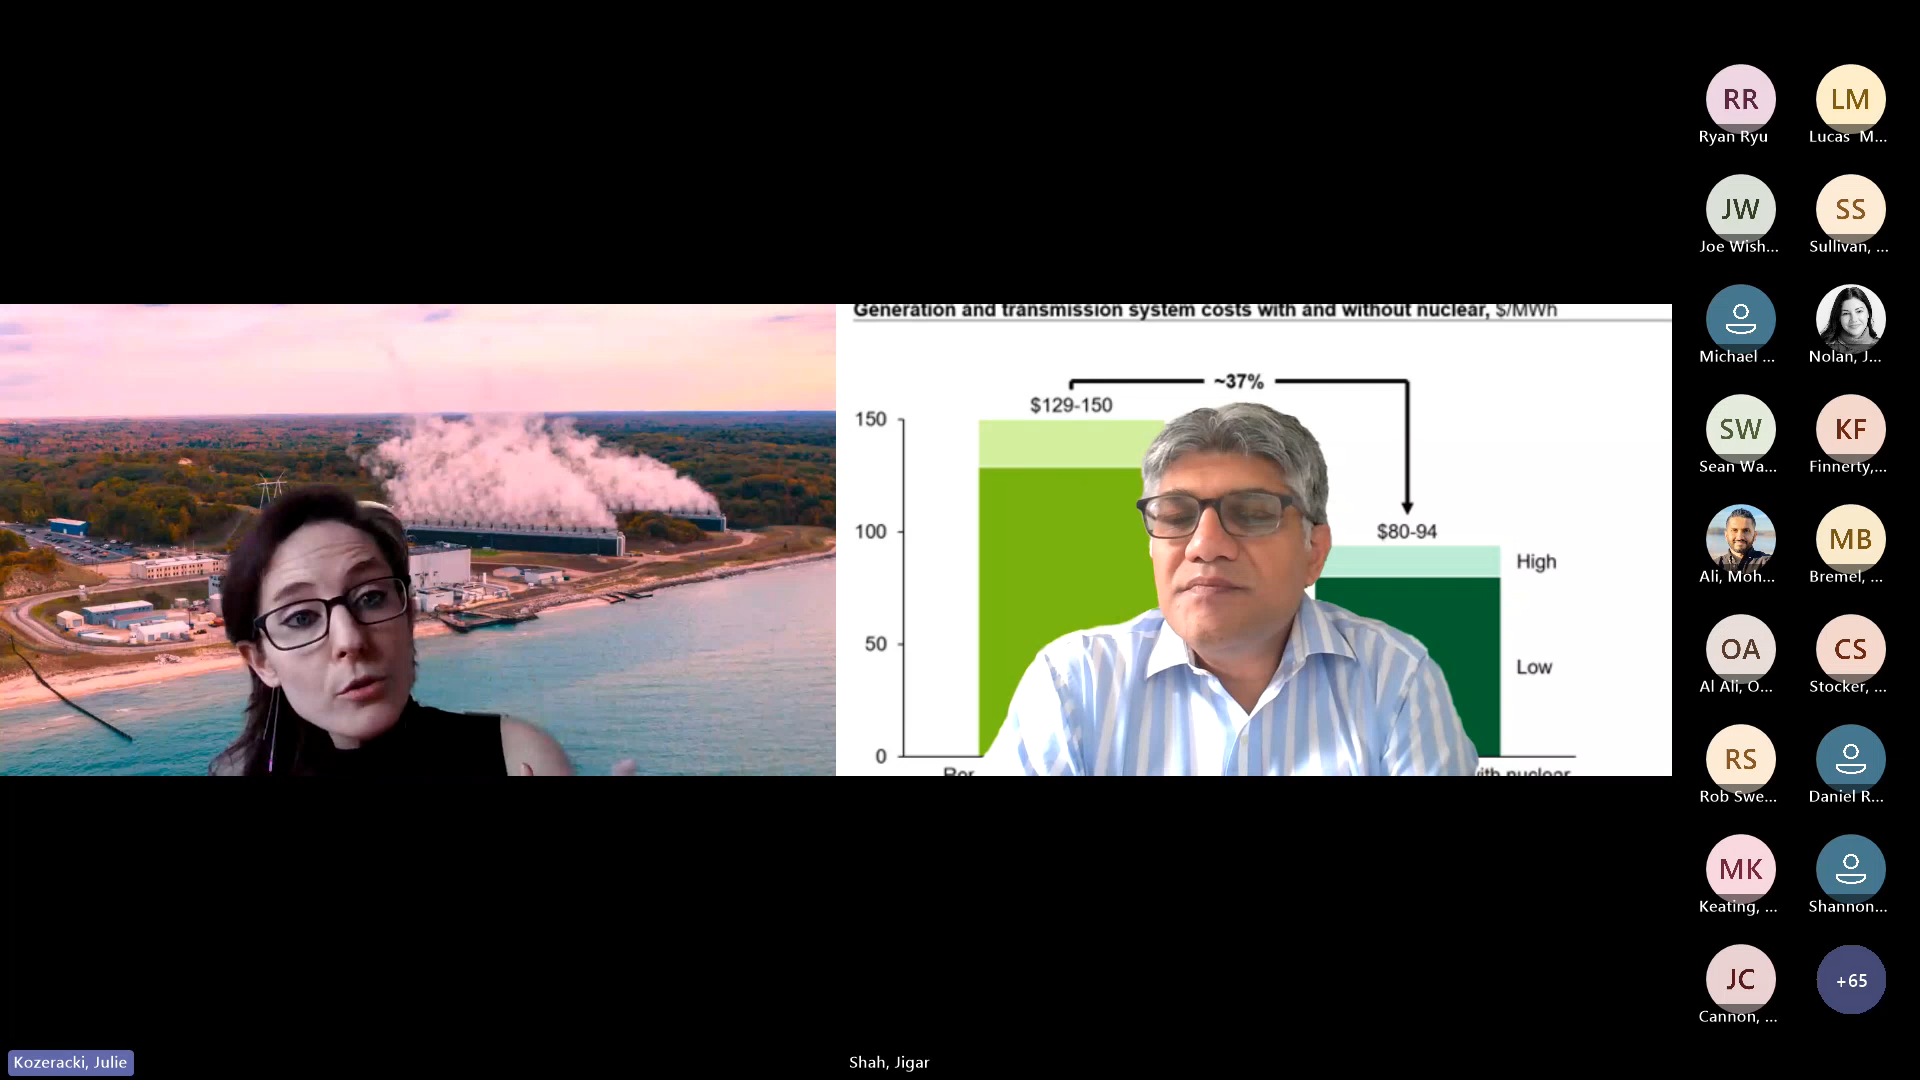 Generation and transmission system costs with and without nuclear, $/MWh
~37%
$129-150
150
100
50
0
$80-94
High
Low
with nuclear
RR
Ryan Ryu
LM
Lucas M...
JW
Joe Wish...
SS
Sullivan, ...
Michael ...
Nolan, J...
SW
Sean Wa...
KF
Finnerty,...
Ali, Moh...
MB
Bremel, ...
OA
Al Ali, O...
CS
Stocker, ...
RS
Rob Swe...
Daniel R...
MK
Keating, ...
Shannon...
JC
Cannon, ...
+65
Kozeracki, Julie
Shah, Jigar